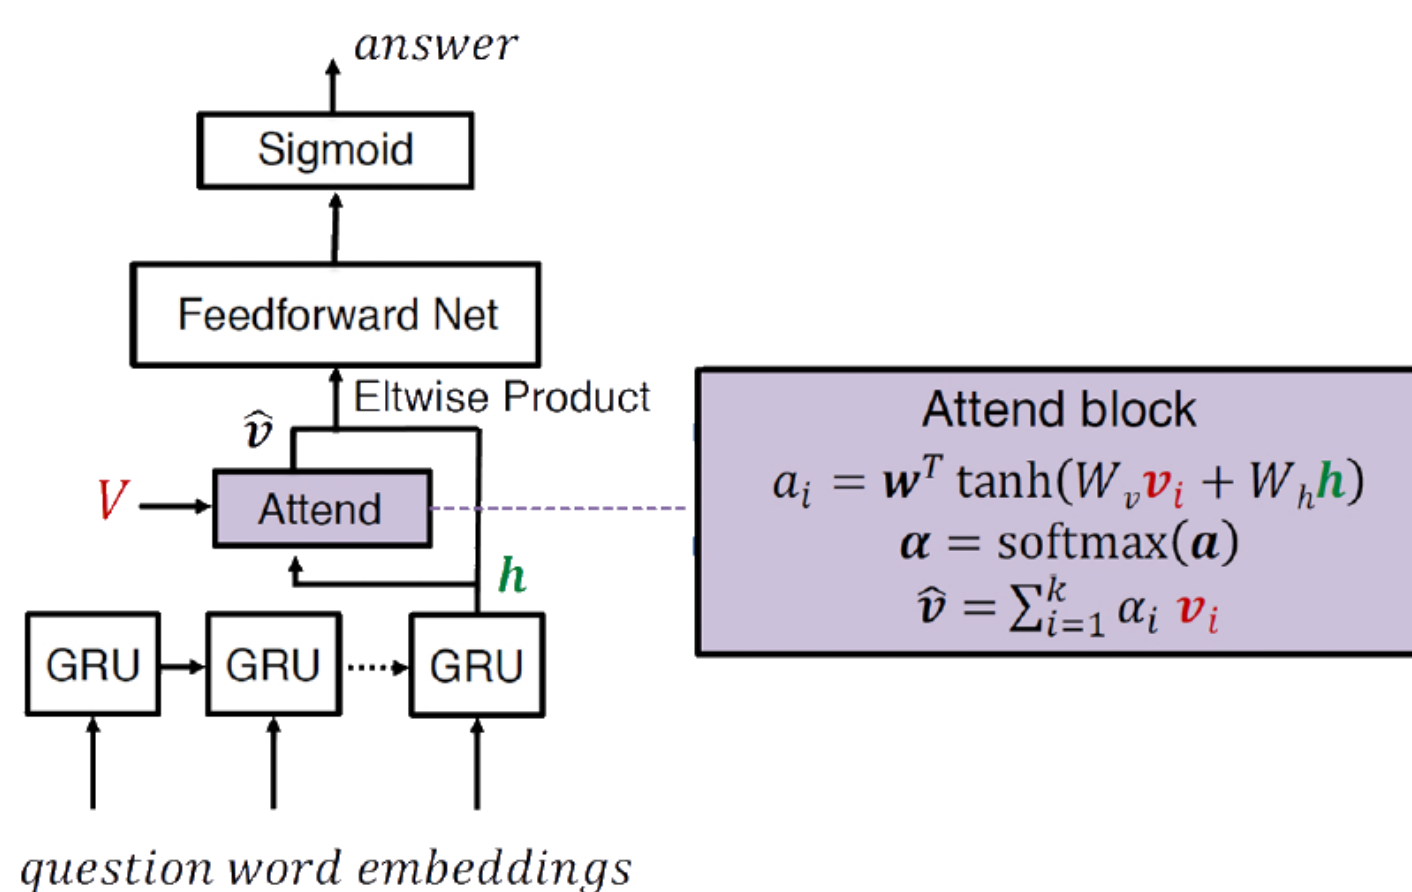 answer
Sigmoid
Feedforward Net
Eltwise Product
v̂
V
Attend
h
GRU GRU GRU
question word embeddings
Attend block
aᵢ = wᵀ tanh(Wᵥvᵢ + Wₕh)
α = softmax(a)
v̂ = ∑ᵏᵢ₌₁ αᵢ vᵢ